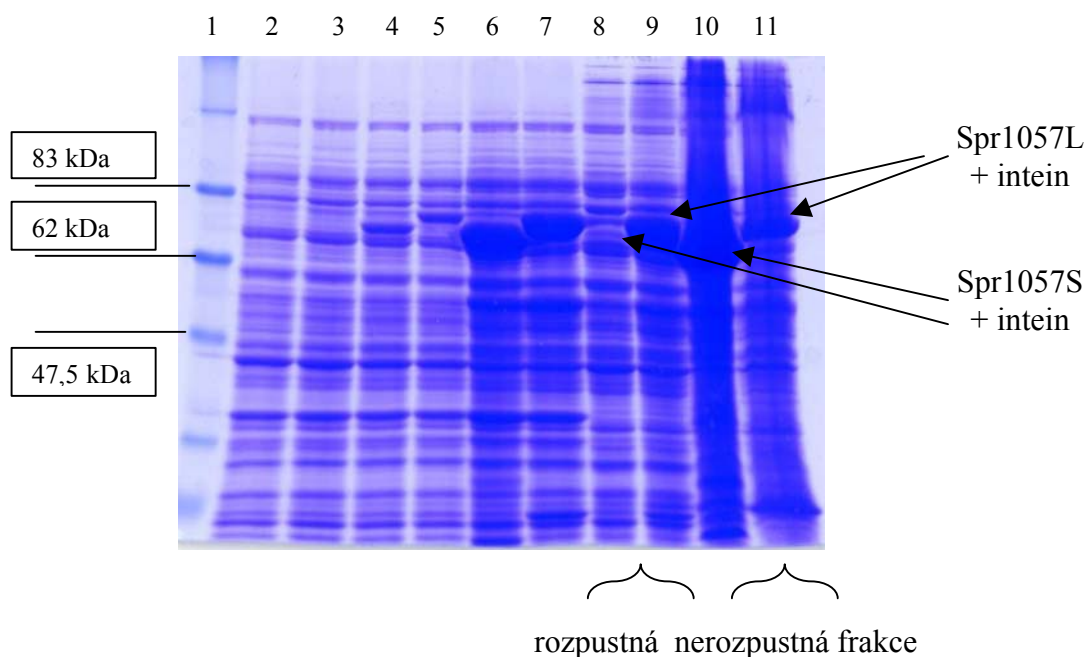 1 2 3 4 5 6 7 8 9 10 11
83 kDa
62 kDa
47,5 kDa
Spr1057L
+ intein
Spr1057S
+ intein
rozpustná nerozpustná frakce